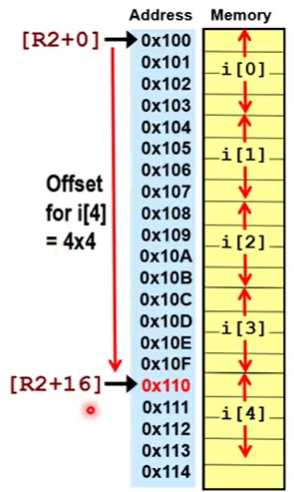 Address Memory
[R2+0] 0x100
0x101
i[0]
0x102
0x103
0x104
0x105
i[1]
0x106
0x107
Offset
for i[4]
= 4x4
0x108
0x109
i[2]
0x10A
0x10B
0x10C
0x10D
i[3]
0x10E
0x10F
[R2+16] 0x110
0x111
i[4]
0x112
0x113
0x114